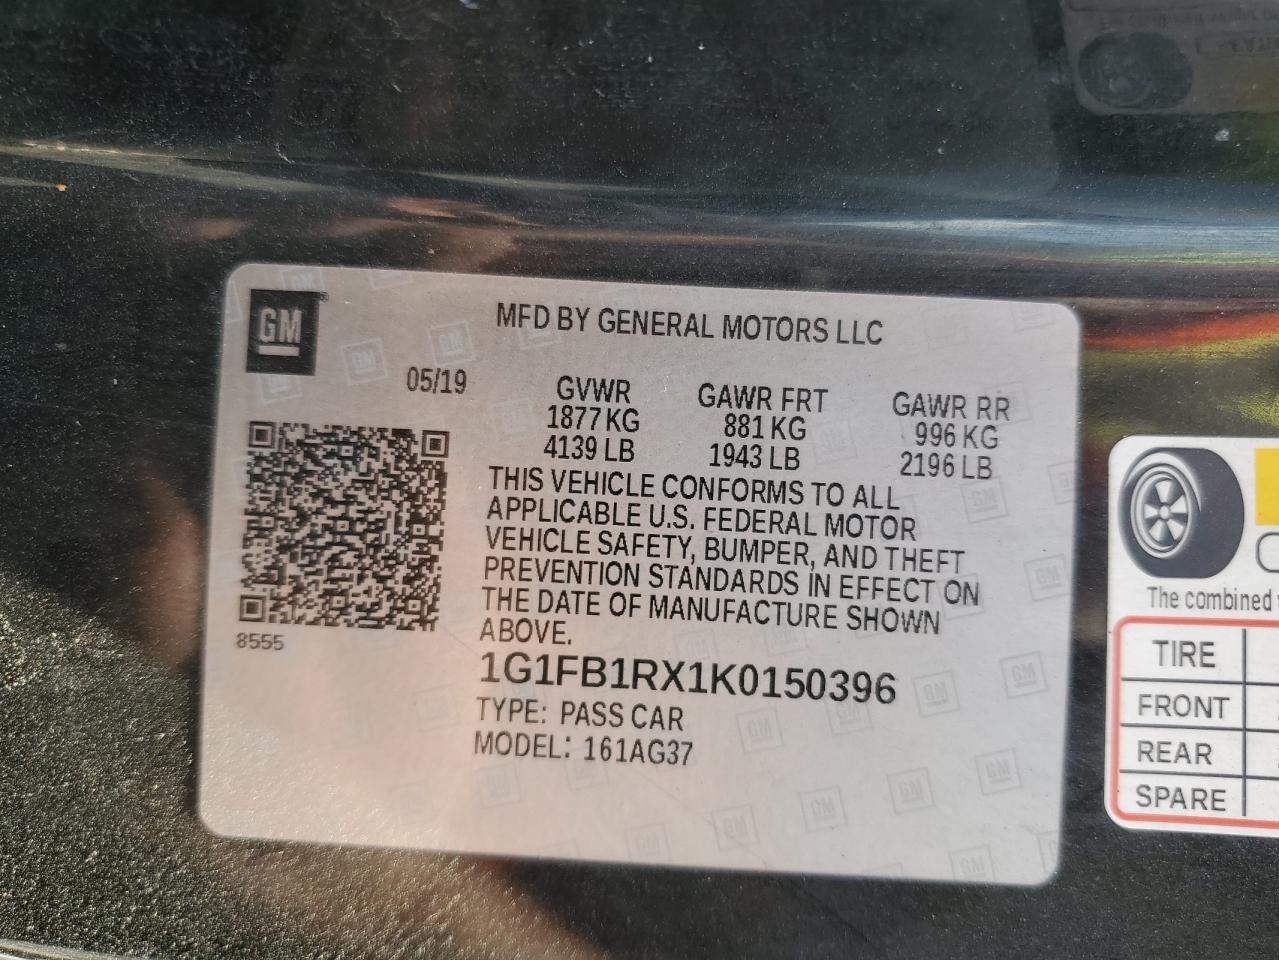 GM
MFD BY GENERAL MOTORS LLC
05/19
GVWR GAWR FRT GAWR RR
1877 KG 881 KG 996 KG
4139 LB 1943 LB 2196 LB
THIS VEHICLE CONFORMS TO ALL
APPLICABLE U.S. FEDERAL MOTOR
VEHICLE SAFETY, BUMPER, AND THEFT
PREVENTION STANDARDS IN EFFECT ON
THE DATE OF MANUFACTURE SHOWN
ABOVE.
8555
1G1FB1RX1K0150396
TYPE: PASS CAR
MODEL: 161AG37
The combined
TIRE
FRONT
REAR
SPARE